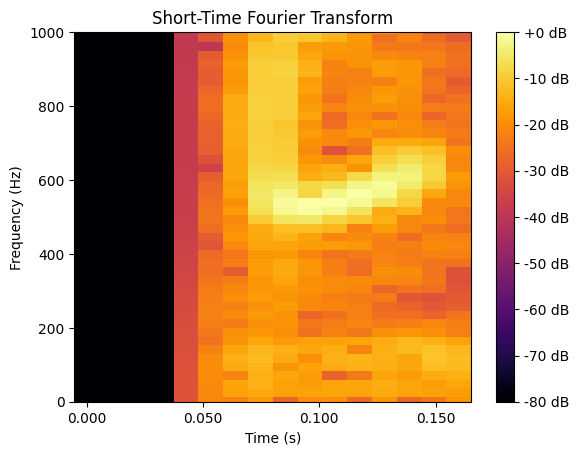 Short-Time Fourier Transform
1000
800
600
400
200
0
Frequency (Hz)
0.000
0.050
0.100
0.150
Time (s)
+0 dB
-10 dB
-20 dB
-30 dB
-40 dB
-50 dB
-60 dB
-70 dB
-80 dB